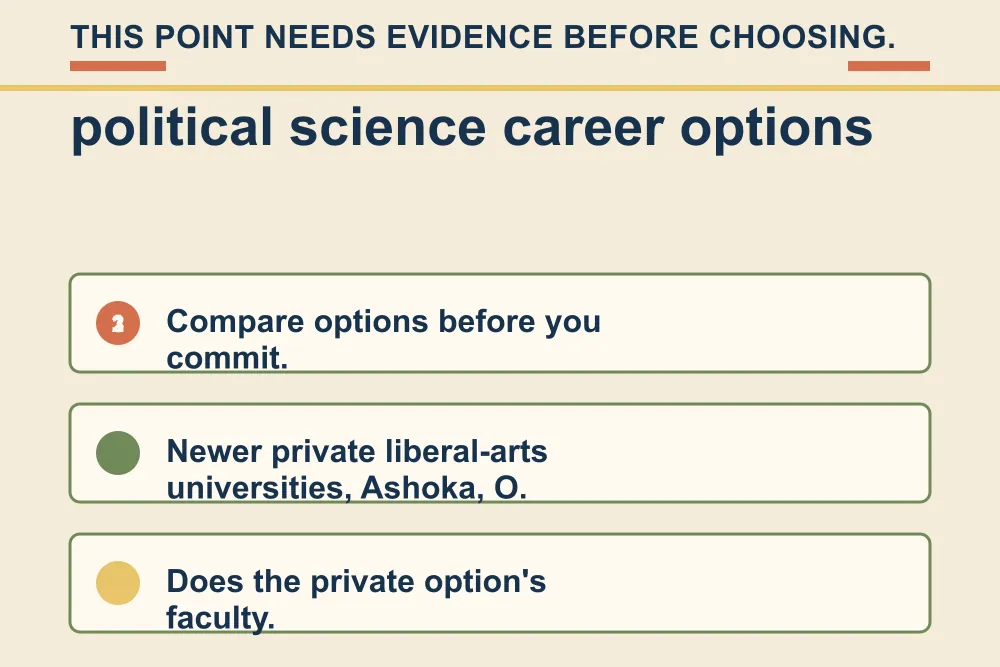 THIS POINT NEEDS EVIDENCE BEFORE CHOOSING.
political science career options
Compare options before you
commit.
Newer private liberal-arts
universities, Ashoka, O.
Does the private option's
faculty.